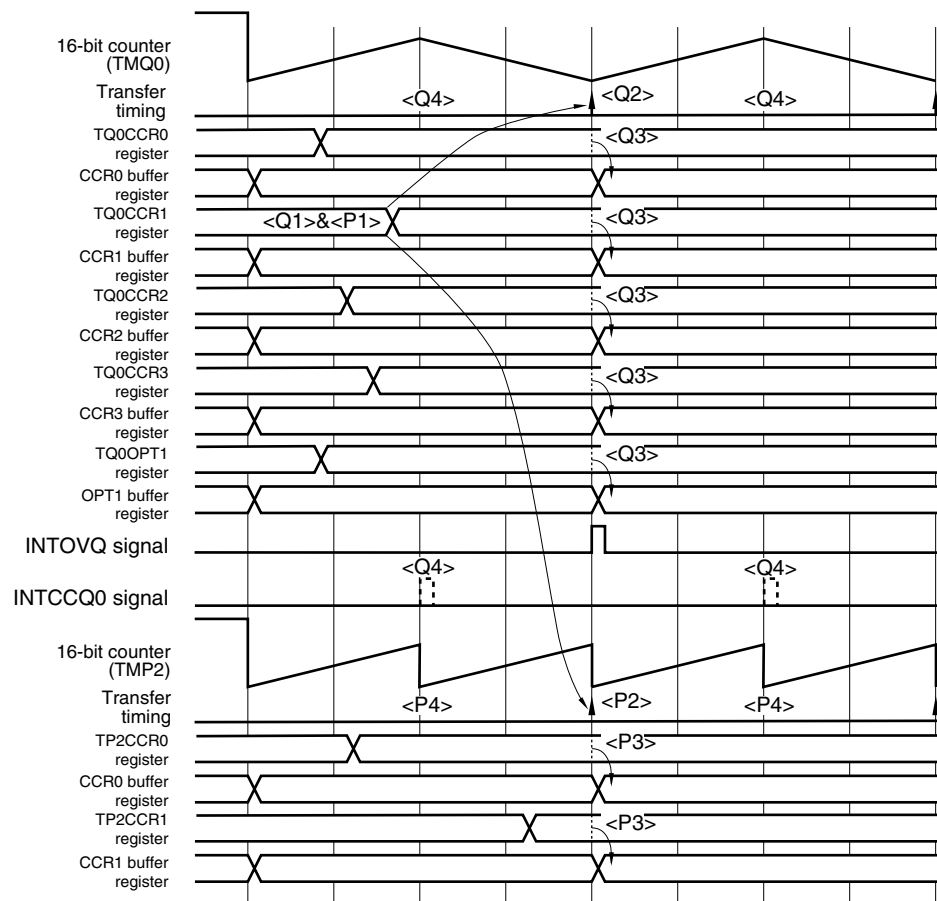 16-bit counter
(TMQ0)
Transfer
timing
<Q4>
<Q2>
<Q4>
TQ0CCR0
register
<Q3>
CCR0 buffer
register
TQ0CCR1
register
<Q1>&<P1>
<Q3>
CCR1 buffer
register
TQ0CCR2
register
<Q3>
CCR2 buffer
register
TQ0CCR3
register
<Q3>
CCR3 buffer
register
TQ0OPT1
register
<Q3>
OPT1 buffer
register
INTOVQ signal
<Q4>
<Q4>
INTCCQ0 signal
16-bit counter
(TMP2)
Transfer
timing
<P4>
<P2>
<P4>
TP2CCR0
register
<P3>
CCR0 buffer
register
TP2CCR1
register
<P3>
CCR1 buffer
register